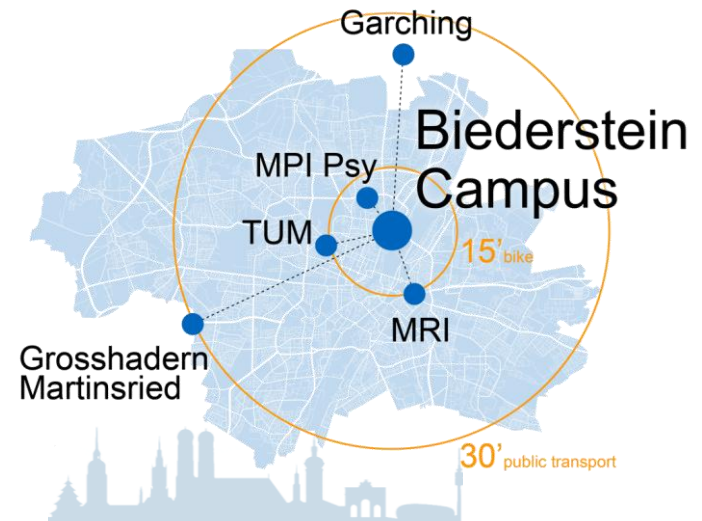 Garching
Biederstein
Campus
MPI Psy
TUM
15’ bike
MRI
Grosshadern
Martinsried
30’ public transport